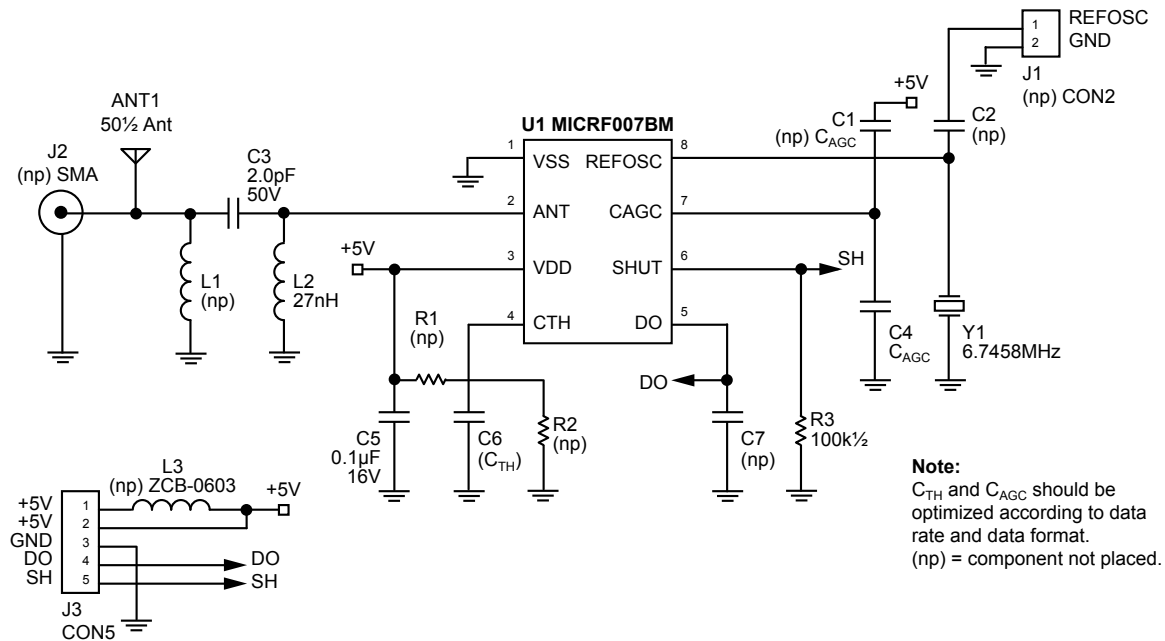 REFOSC
GND
1
2
J1
(np) CON2
+5V
C1
(np) CAGC
C2
(np)
ANT1
50½ Ant
J2
(np) SMA
C3
2.0pF
50V
L1
(np)
L2
27nH
U1 MICRF007BM
1
VSS
REFOSC
8
2
ANT
CAGC
7
3
VDD
SHUT
6
4
CTH
DO
5
+5V
SH
R1
(np)
C4
CAGC
Y1
6.7458MHz
DO
C5
0.1µF
16V
C6
(CTH)
R2
(np)
C7
(np)
R3
100k½
L3
(np) ZCB-0603
+5V
+5V
1
+5V
2
GND
3
DO
4
DO
SH
5
SH
J3
CON5
Note:
CTH and CAGC should be
optimized according to data
rate and data format.
(np) = component not placed.